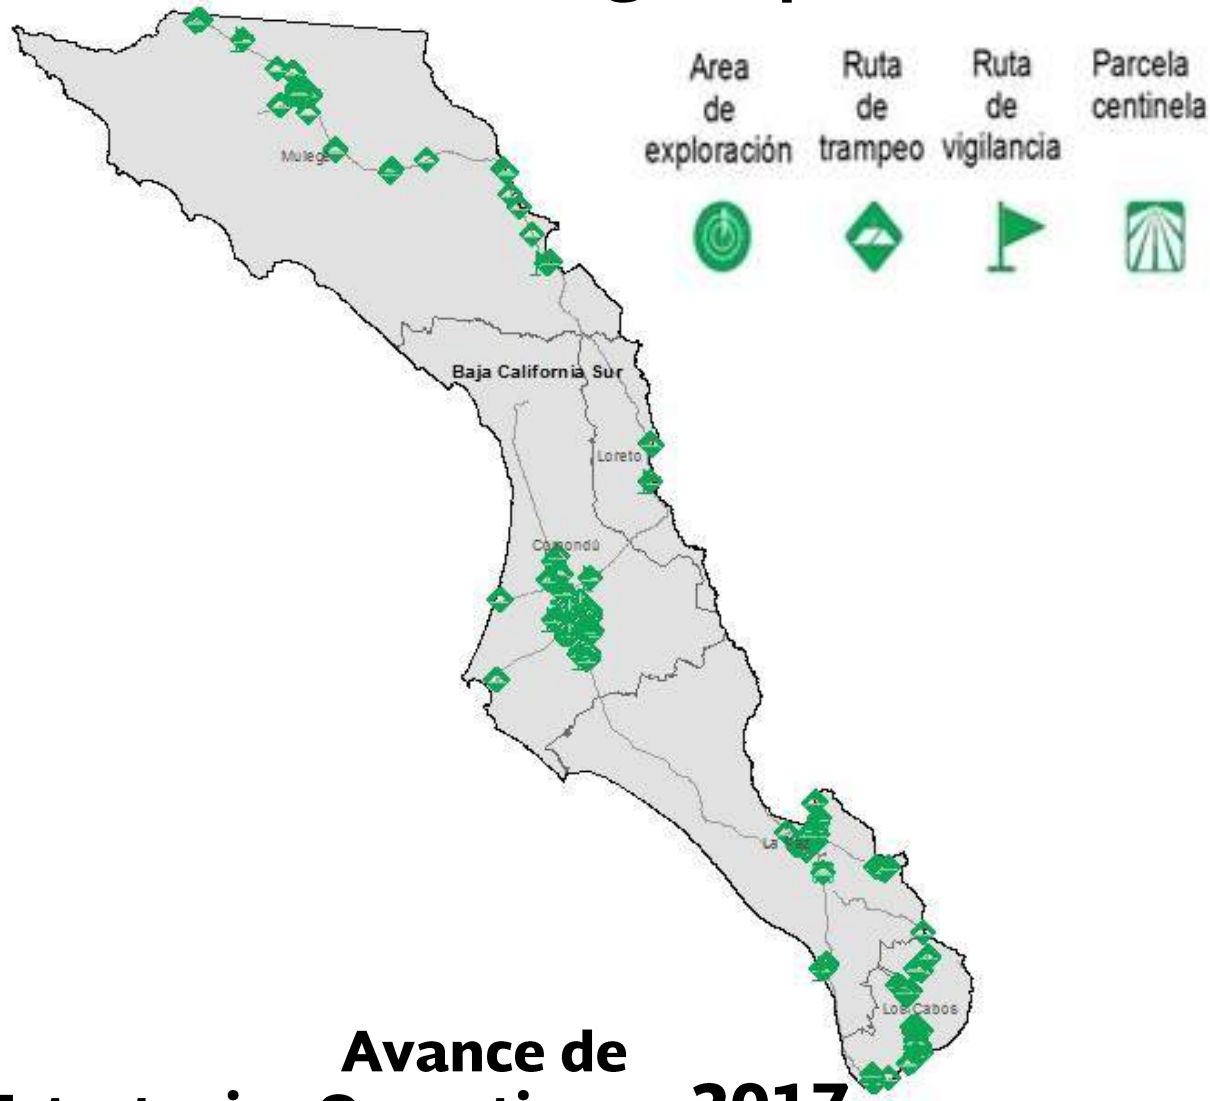 Area
de
exploración
Ruta
de
trampeo
Ruta
de
vigilancia
Parcela
centinela
Mulegé
Baja California Sur
Loreto
Comondú
La Paz
Los Cabos
Avance de
2017